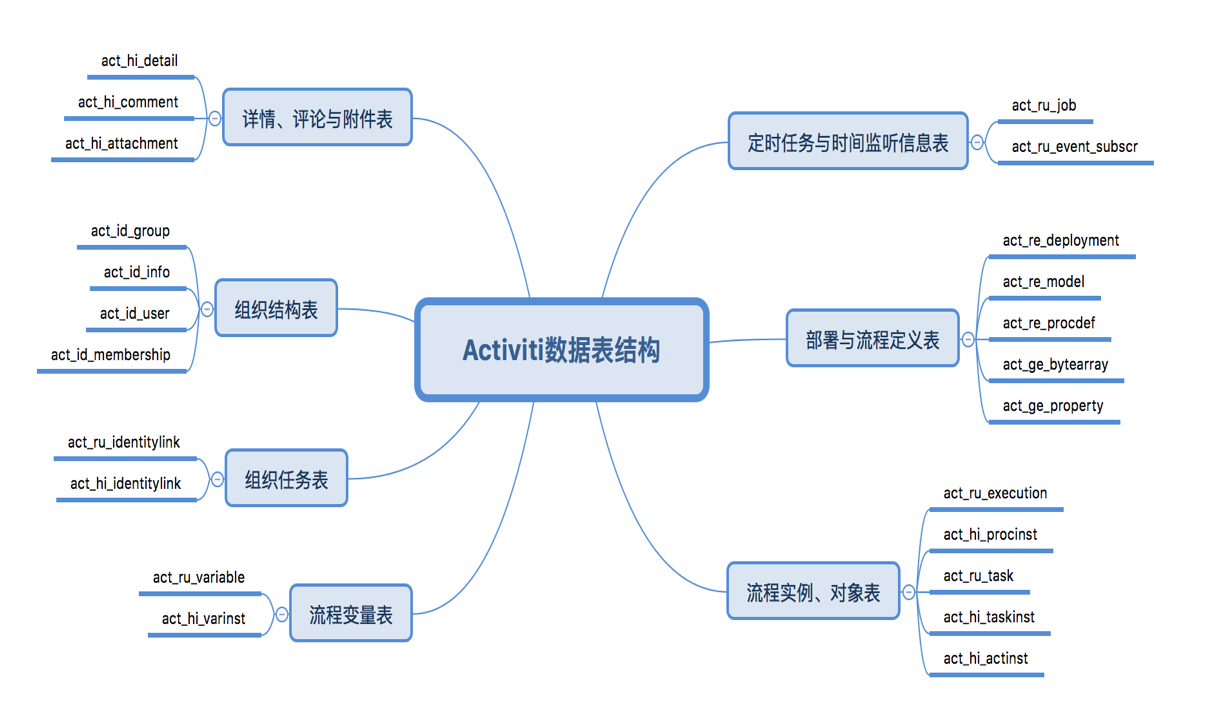 Activiti数据表结构
详情、评论与附件表
act_hi_detail
act_hi_comment
act_hi_attachment
组织结构表
act_id_group
act_id_info
act_id_user
act_id_membership
组织任务表
act_ru_identitylink
act_hi_identitylink
流程变量表
act_ru_variable
act_hi_varinst
定时任务与时间监听信息表
act_ru_job
act_ru_event_subscr
部署与流程定义表
act_re_deployment
act_re_model
act_re_procdef
act_ge_bytearray
act_ge_property
流程实例、对象表
act_ru_execution
act_hi_procinst
act_ru_task
act_hi_taskinst
act_hi_actinst